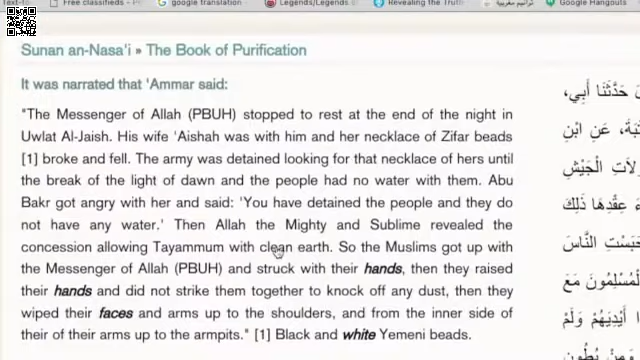 Free classifieds - P
google translation
Legends/Legends
Revealing the Truth
Google Hangouts
Sunan an-Nasa'i » The Book of Purification
It was narrated that 'Ammar said:
"The Messenger of Allah (PBUH) stopped to rest at the end of the night in
Uwlat Al-Jaish. His wife 'Aishah was with him and her necklace of Zifar beads
[1] broke and fell. The army was detained looking for that necklace of hers until
the break of the light of dawn and the people had no water with them. Abu
Bakr got angry with her and said: 'You have detained the people and they do
not have any water.' Then Allah the Mighty and Sublime revealed the
concession allowing Tayammum with clean earth. So the Muslims got up with
the Messenger of Allah (PBUH) and struck with their hands, then they raised
their hands and did not strike them together to knock off any dust, then they
wiped their faces and arms up to the shoulders, and from the inner side of
their of their arms up to the armpits." [1] Black and white Yemeni beads.
حَدَّثَنَا أَبِي،
عَنِ ابْنِ
الْجَيْشِ
عِقْدِهَا ذَلِكَ
النَّاسَ
مَعَ
أَيْدِيَهُمْ وَلَمْ